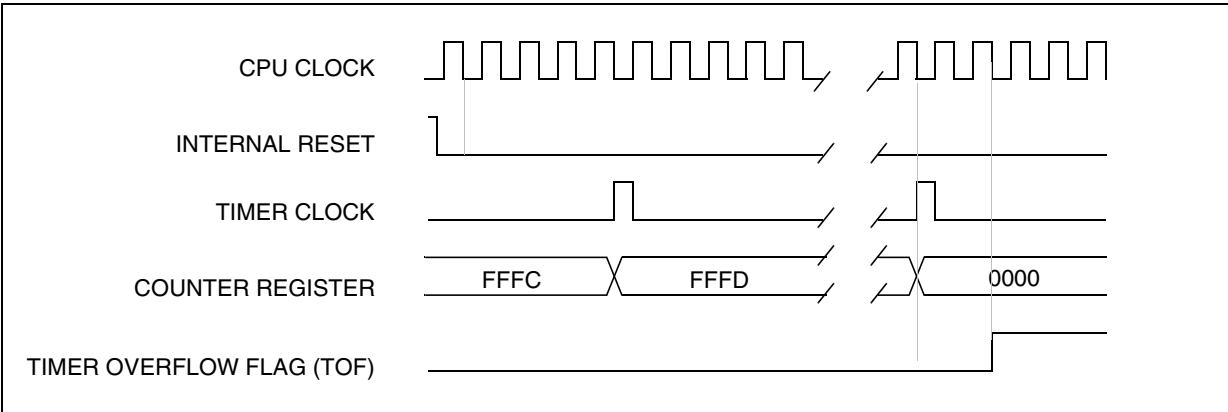 CPU CLOCK
INTERNAL RESET
TIMER CLOCK
COUNTER REGISTER FFFC FFFD 0000
TIMER OVERFLOW FLAG (TOF)